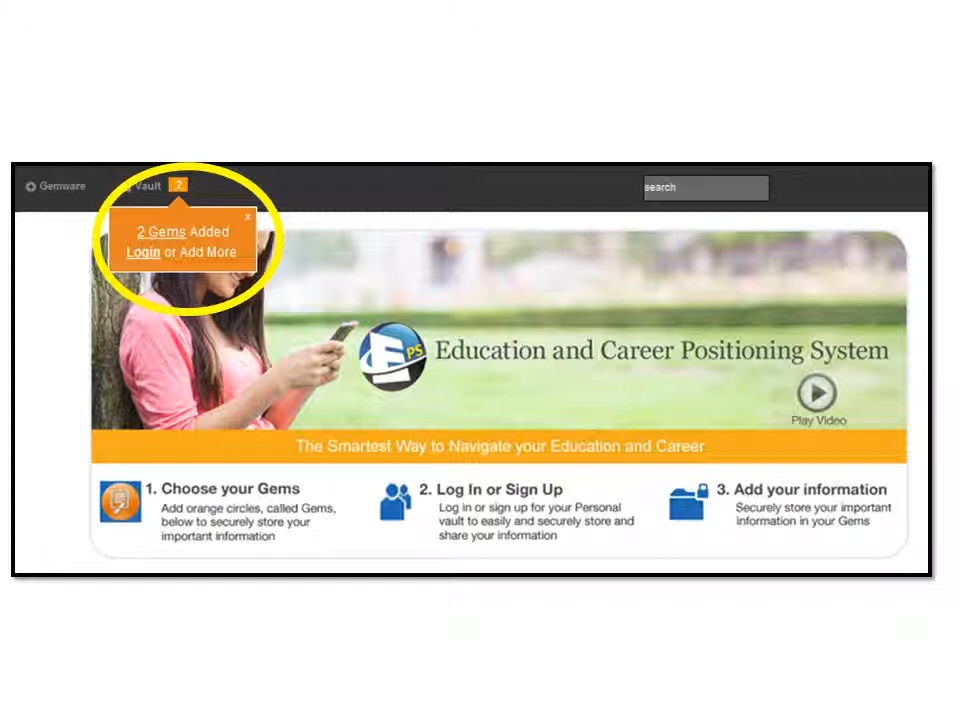 Gemware
Vault 2
search
x
2 Gems Added
Login or Add More
EPS
Education and Career Positioning System
Play Video
The Smartest Way to Navigate your Education and Career
1. Choose your Gems
Add orange circles, called Gems,
below to securely store your
important information
2. Log In or Sign Up
Log in or sign up for your Personal
vault to easily and securely store and
share your information
3. Add your information
Securely store your important
information in your Gems